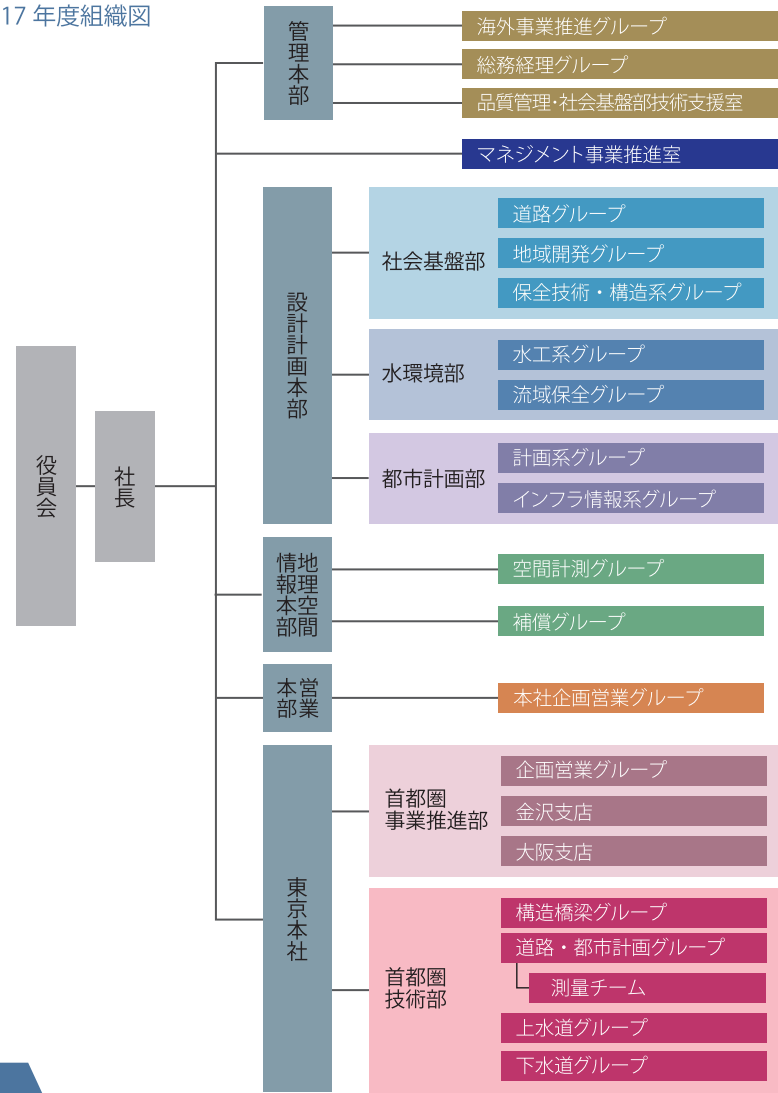 17 年度組織図
役員会
社長
管理本部
海外事業推進グループ
総務経理グループ
品質管理・社会基盤部技術支援室
マネジメント事業推進室
設計計画本部
社会基盤部
道路グループ
地域開発グループ
保全技術・構造系グループ
水環境部
水工系グループ
流域保全グループ
都市計画部
計画系グループ
インフラ情報系グループ
地理空間
情報本部
空間計測グループ
補償グループ
営業
本部
本社企画営業グループ
東京本社
首都圏
事業推進部
企画営業グループ
金沢支店
大阪支店
首都圏
技術部
構造橋梁グループ
道路・都市計画グループ
測量チーム
上水道グループ
下水道グループ